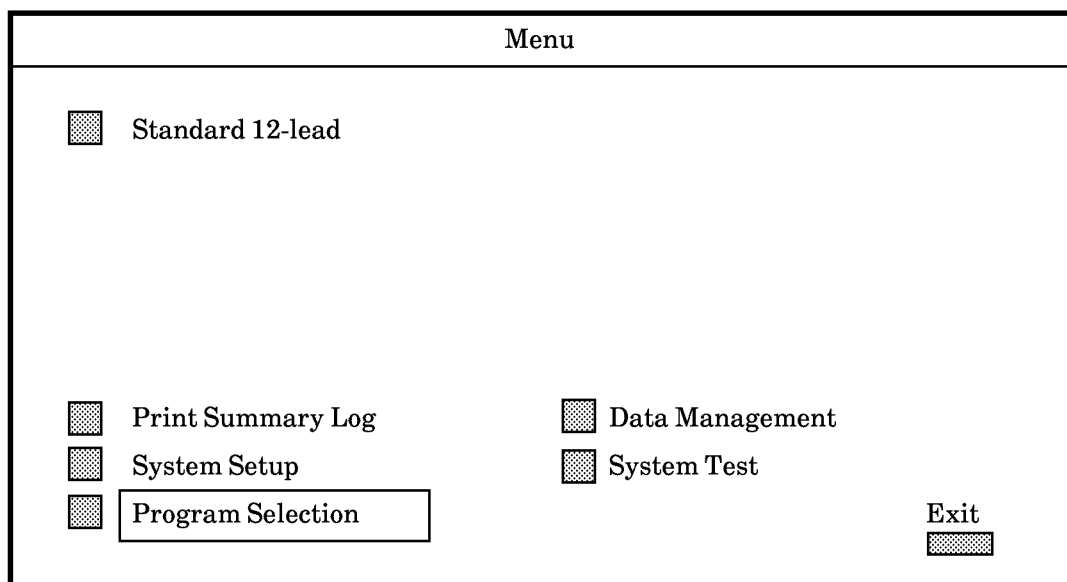 Menu
Standard 12-lead
Print Summary Log
Data Management
System Setup
System Test
Program Selection
Exit